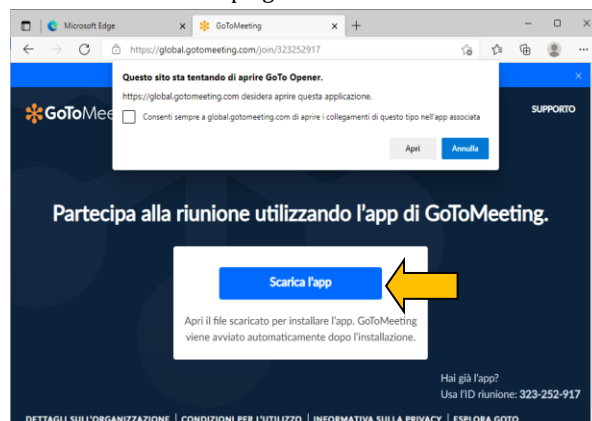 Microsoft Edge
GoToMeeting
https://global.gotomeeting.com/join/323252917
Questo sito sta tentando di aprire GoTo Opener.
https://global.gotomeeting.com desidera aprire questa applicazione.
Consenti sempre a global.gotomeeting.com di aprire i collegamenti di questo tipo nell'app associata
Apri Annulla
GoToMee
SUPPORTO
Partecipa alla riunione utilizzando l'app di GoToMeeting.
Scarica l'app
Apri il file scaricato per installare l'app. GoToMeeting
viene avviato automaticamente dopo l'installazione.
Hai già l'app?
Usa l'ID riunione: 323-252-917
DETTAGLI SULL'ORGANIZZAZIONE | CONDIZIONI PER L'UTILIZZO | INFORMATIVA SULLA PRIVACY | ESPLORA GOTO